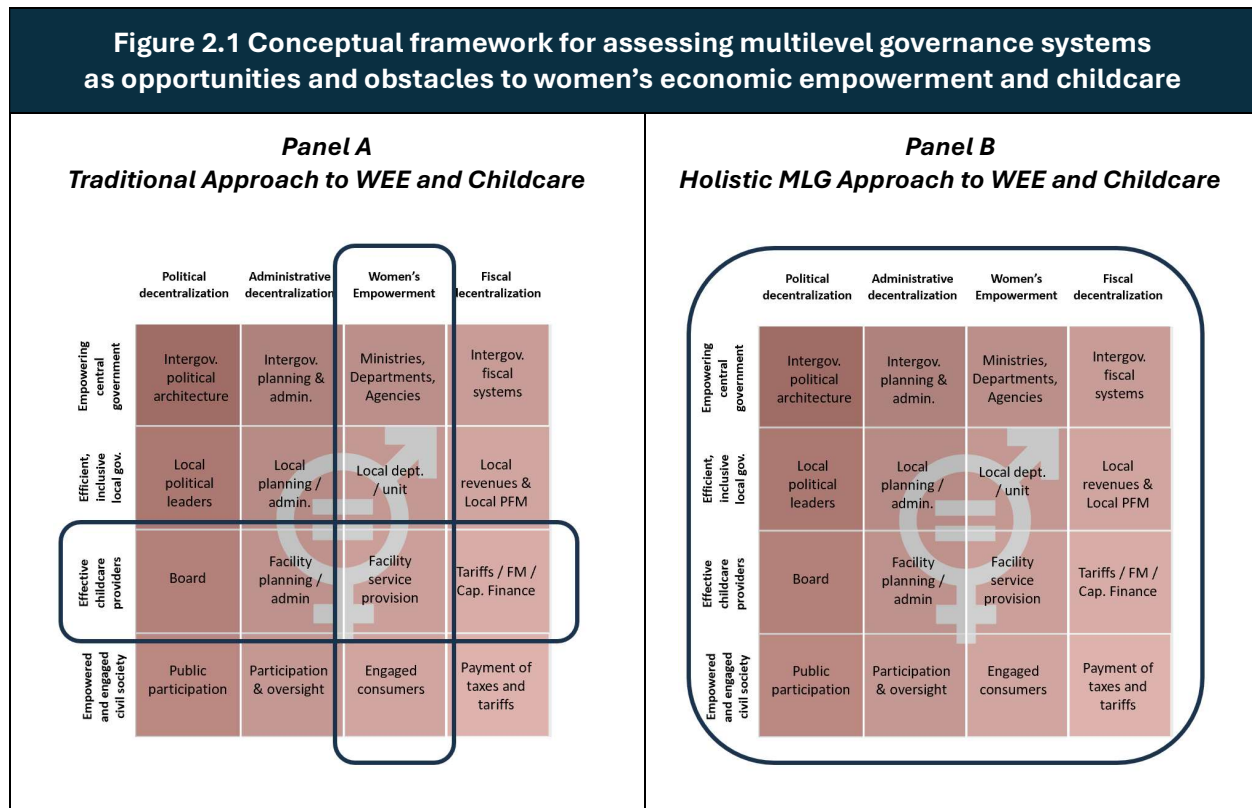 Figure 2.1 Conceptual framework for assessing multilevel governance systems
as opportunities and obstacles to women's economic empowerment and childcare
Panel A
Traditional Approach to WEE and Childcare
Political
decentralization
Administrative
decentralization
Women's
Empowerment
Fiscal
decentralization
Empowering
central
government
Intergov.
political
architecture
Intergov.
planning &
admin.
Ministries,
Departments,
Agencies
Intergov.
fiscal
systems
Efficient,
inclusive
local gov.
Local
political
leaders
Local
planning /
admin.
Local dept.
/ unit
Local
revenues &
Local PFM
Effective
childcare
providers
Board
Facility
planning /
admin
Facility
service
provision
Tariffs / FM /
Cap. Finance
Empowered
and engaged
civil society
Public
participation
Participation
& oversight
Engaged
consumers
Payment of
taxes and
tariffs
Panel B
Holistic MLG Approach to WEE and Childcare
Political
decentralization
Administrative
decentralization
Women's
Empowerment
Fiscal
decentralization
Empowering
central
government
Intergov.
political
architecture
Intergov.
planning &
admin.
Ministries,
Departments,
Agencies
Intergov.
fiscal
systems
Efficient,
inclusive
local gov.
Local
political
leaders
Local
planning /
admin.
Local dept.
/ unit
Local
revenues &
Local PFM
Effective
childcare
providers
Board
Facility
planning /
admin
Facility
service
provision
Tariffs / FM /
Cap. Finance
Empowered
and engaged
civil society
Public
participation
Participation
& oversight
Engaged
consumers
Payment of
taxes and
tariffs